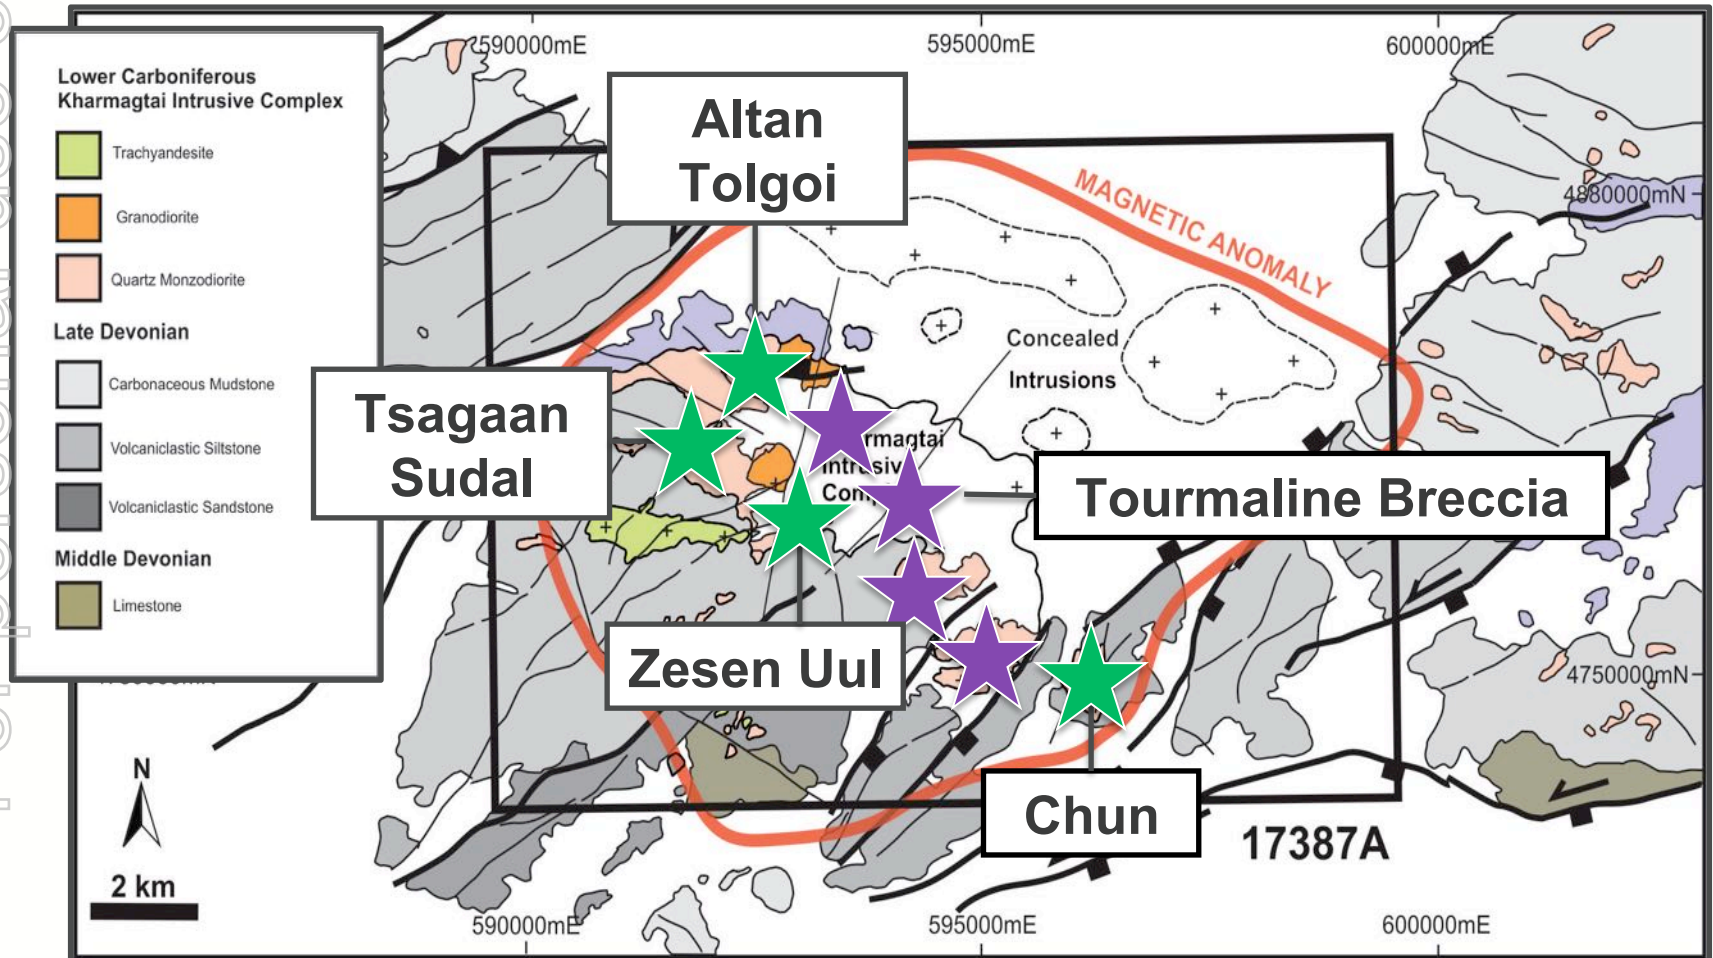 Lower Carboniferous
Kharmagtai Intrusive Complex
Trachyandesite
Granodiorite
Quartz Monzodiorite
Late Devonian
Carbonaceous Mudstone
Volcaniclastic Siltstone
Volcaniclastic Sandstone
Middle Devonian
Limestone
590000mE
595000mE
600000mE
Altan
Tolgoi
MAGNETIC ANOMALY
4880000mN
Concealed
Intrusions
Tsagaan
Sudal
Tourmaline Breccia
Zesen Uul
4750000mN
Chun
17387A
N
2 km
590000mE
595000mE
600000mE